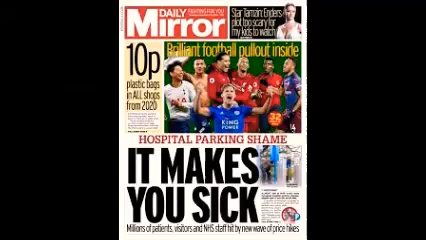 DAILY
Mirror
FIGHTING FOR YOU
Star Tamzin: Enders
plot too scary for
my kids to watch
10p
plastic bags
in ALL shops
from 2020
Brilliant football pullout inside
KING
POWER
32
HOSPITAL PARKING SHAME
IT MAKES
YOU SICK
Millions of patients, visitors and NHS staff hit by new wave of price hikes